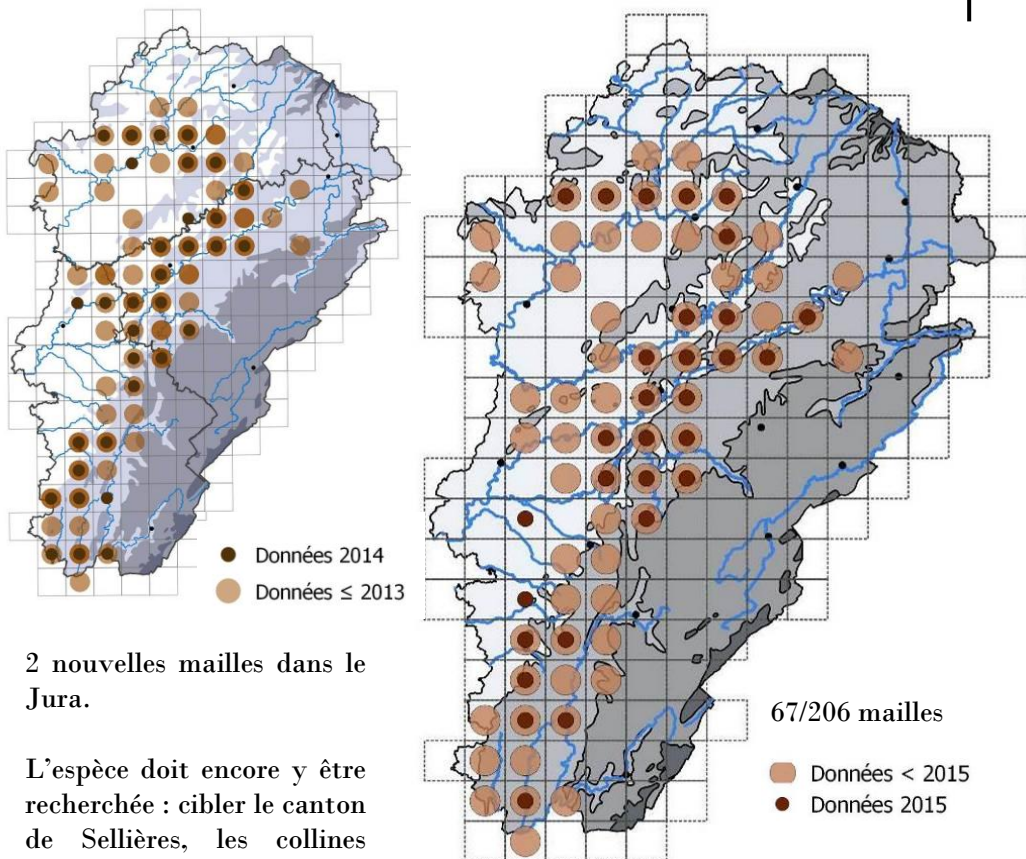 Données 2014
Données ≤ 2013
2 nouvelles mailles dans le
Jura.
L'espèce doit encore y être
recherchée : cibler le canton
de Sellières, les collines
67/206 mailles
Données < 2015
Données 2015